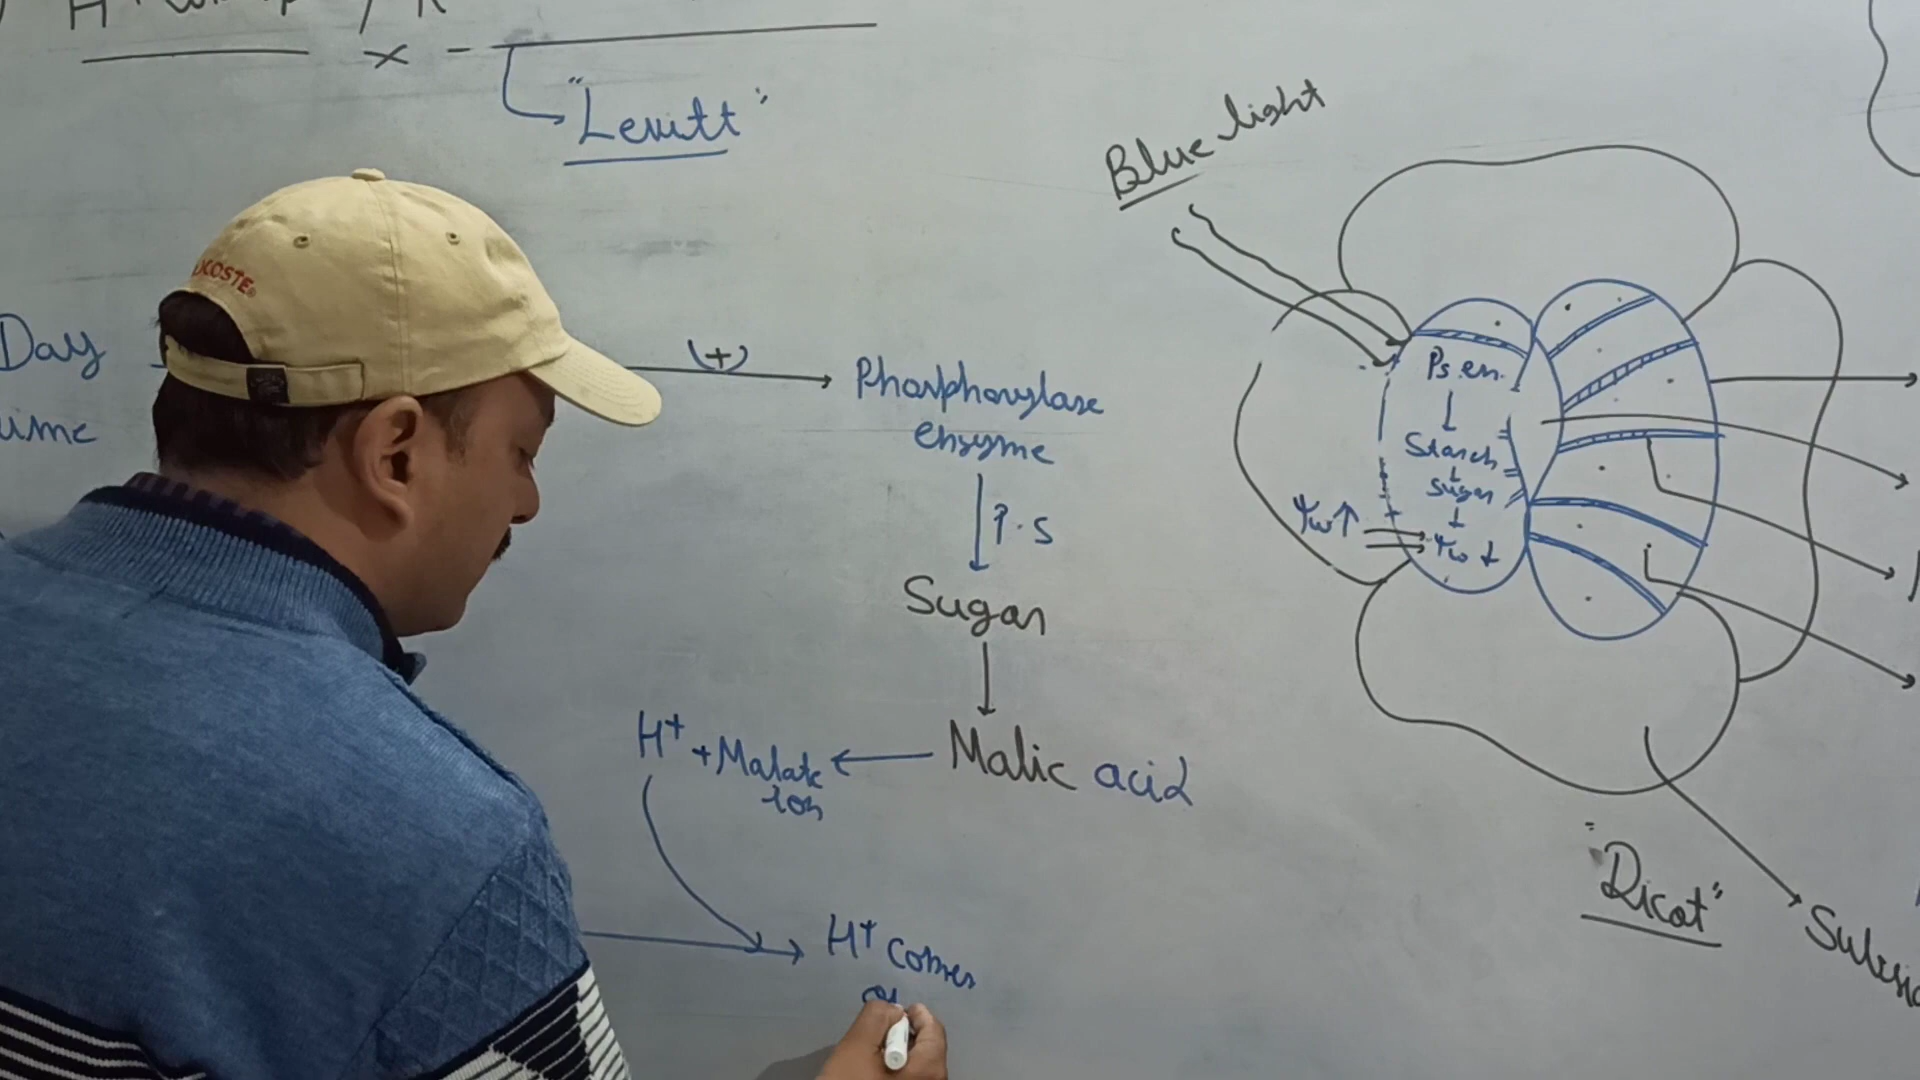 H+
x -
"Levitt"
Blue light
LACOSTE
Day
(+)
Phosphorylase
enzyme
Ps en.
Starch
Sugar
Ψw↑
Ψw↓
P.S
Sugar
H+ + Malate
ion
Malic acid
"Dicot"
H+ comes